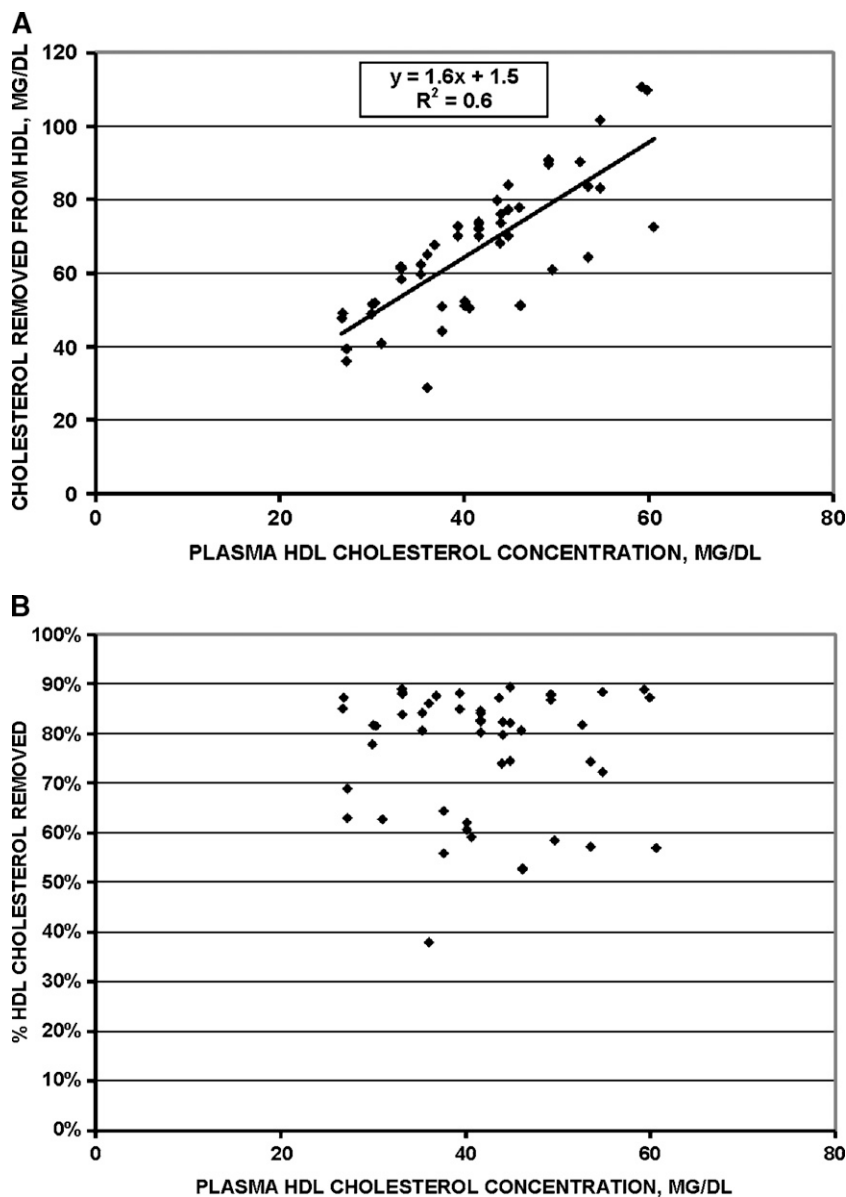 A
CHOLESTEROL REMOVED FROM HDL, MG/DL
120
100
80
60
40
20
0
y = 1.6x + 1.5
R² = 0.6
0 20 40 60 80
PLASMA HDL CHOLESTEROL CONCENTRATION, MG/DL
B
% HDL CHOLESTEROL REMOVED
100%
90%
80%
70%
60%
50%
40%
30%
20%
10%
0%
0 20 40 60 80
PLASMA HDL CHOLESTEROL CONCENTRATION, MG/DL